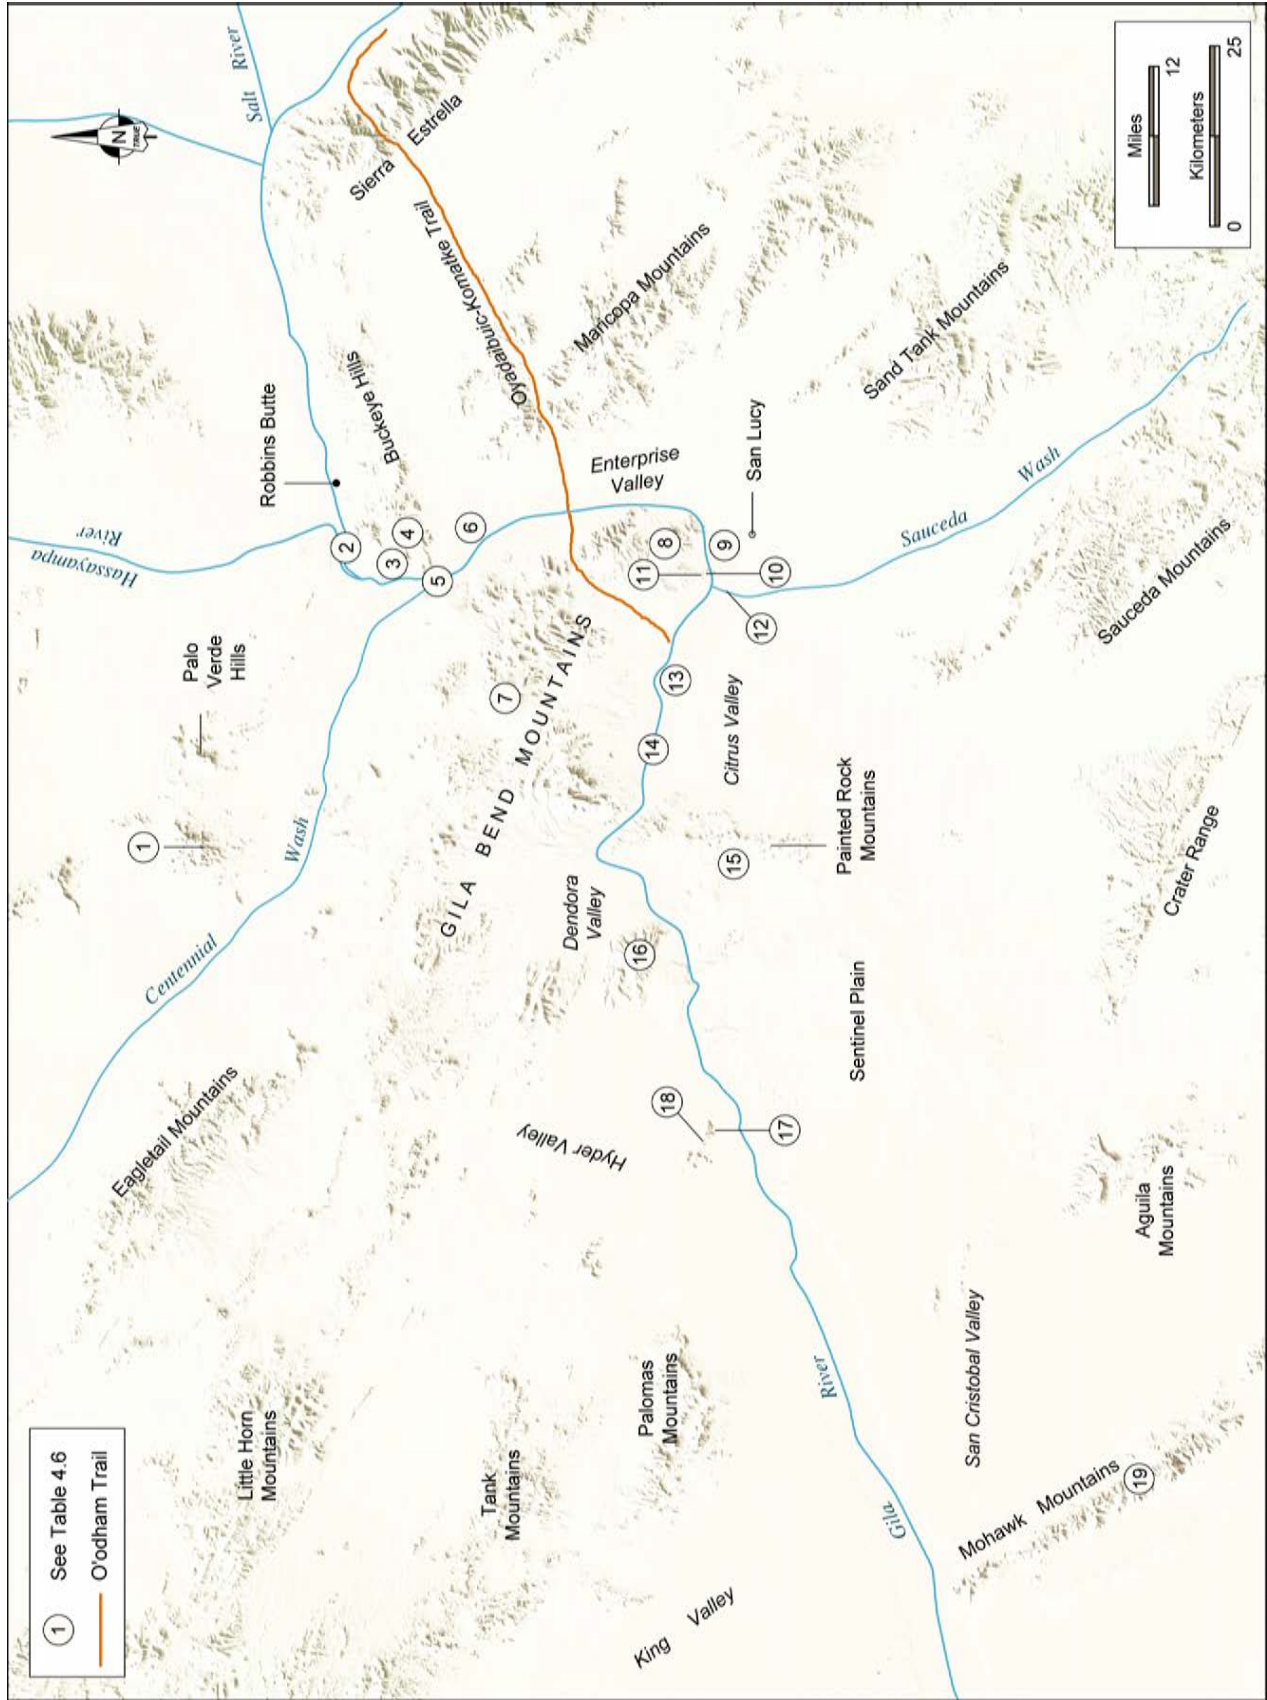 1
See Table 4.6
O'odham Trail
Little Horn
Mountains
Tank
Mountains
Palomas
Mountains
King Valley
Eagletail Mountains
Centennial
Wash
1
Palo
Verde
Hills
Hassayampa
River
Robbins Butte
Salt River
N
TRUE
Sierra Estrella
Buckeye Hills
2
3
4
5
6
7
GILA BEND MOUNTAINS
Oyadaibuic-Komatke Trail
Maricopa Mountains
Enterprise
Valley
8
9
10
11
12
13
14
15
16
17
18
19
San Lucy
Sand Tank Mountains
Sauceda Wash
Sauceda Mountains
Citrus Valley
Dendora
Valley
Painted Rock
Mountains
Hyder Valley
Sentinel Plain
Crater Range
Aguila
Mountains
San Cristobal Valley
Gila River
Mohawk Mountains
Miles
12
Kilometers
0
25